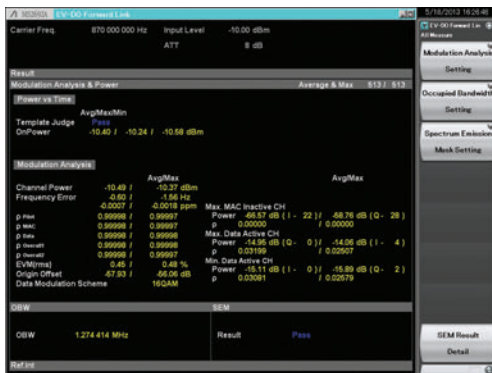 MX269903A EV-DO Forward Link
5/16/2013 16:26:46
Carrier Freq. 870 000 000 Hz Input Level -10.00 dBm
ATT 8 dB
Result
Modulation Analysis & Power Average & Max 513 / 513
Power vs Time
Avg/Max/Min
Template Judge Pass
OnPower -10.40 / -10.24 / -10.58 dBm
Modulation Analysis
Avg/Max Avg/Max
Channel Power -10.49 / -10.37 dBm
Frequency Error -0.60 / -1.56 Hz
-0.0007 / -0.0018 ppm
ρ Pilot 0.99998 / 0.99997
ρ MAC 0.99998 / 0.99998
ρ Data 0.99998 / 0.99998
ρ Overall1 0.99998 / 0.99997
ρ Overall2 0.99998 / 0.99997
EVM(rms) 0.45 / 0.48 %
Origin Offset -67.93 / -56.06 dB
Data Modulation Scheme 16QAM
Max. MAC Inactive CH
Power -66.57 dB ( I - 22 ) / -58.76 dB ( Q - 28 )
ρ 0.00000 / 0.00000
Max. Data Active CH
Power -14.95 dB ( Q - 0 ) / -14.06 dB ( I - 4 )
ρ 0.03199 / 0.02507
Min. Data Active CH
Power -15.11 dB ( I - 0 ) / -15.89 dB ( Q - 2 )
ρ 0.03081 / 0.02579
OBW
OBW 1.274 414 MHz
SEM
Result Pass
Ref.Int
EV-DO Forward Lin
All Measure
Modulation Analysis
Setting
Occupied Bandwidth
Setting
Spectrum Emission
Mask Setting
SEM Result
Detail